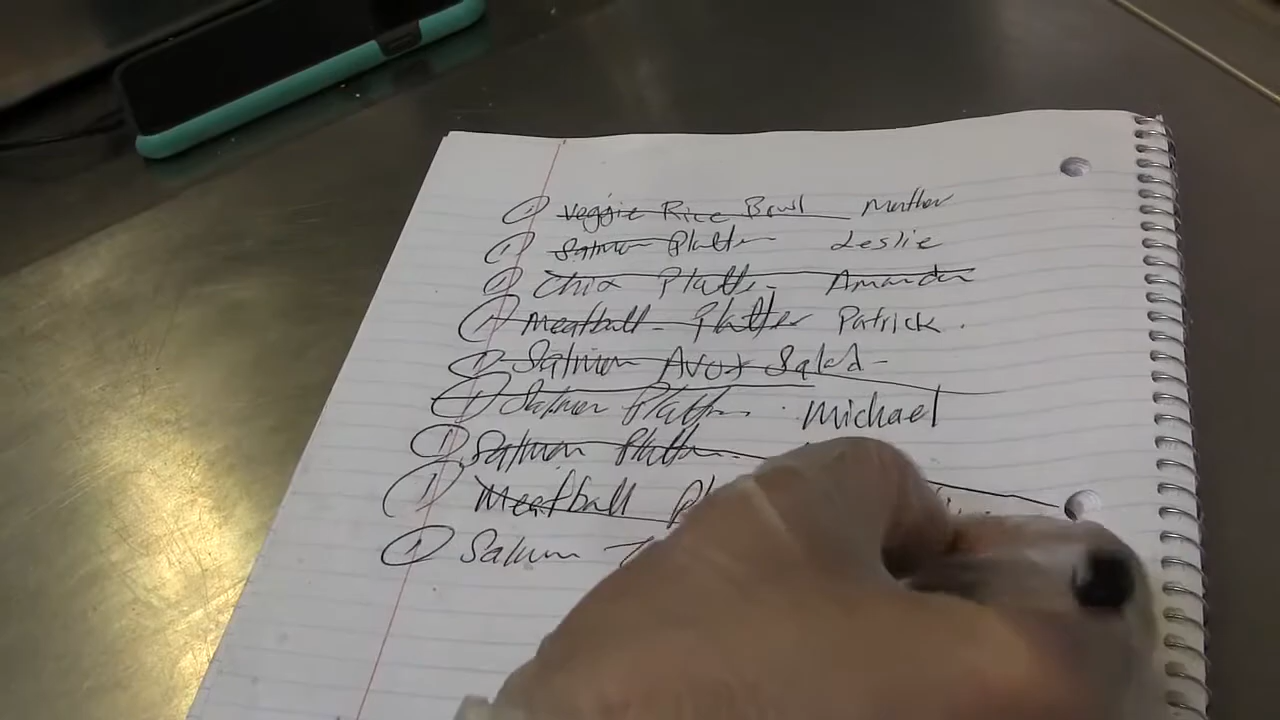 ① Veggie Rice Bowl
① Salmon Platter Leslie
① Chix Platter Amanda
① Meatball Platter Patrick.
① Salmon Avo Salad
① Salmon Platter Michael
① Salmon Platter
① Meatball
① Salmon